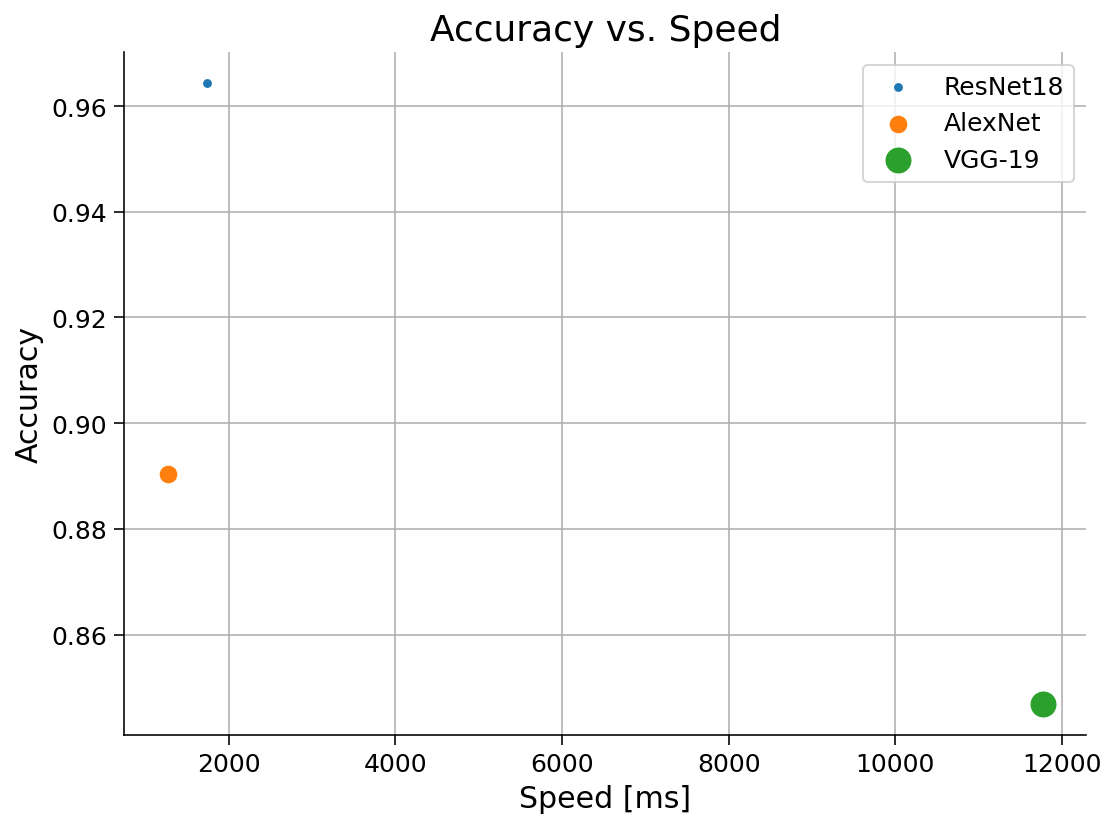 Accuracy vs. Speed
ResNet18
AlexNet
VGG-19
Accuracy
0.96
0.94
0.92
0.90
0.88
0.86
2000 4000 6000 8000 10000 12000
Speed [ms]